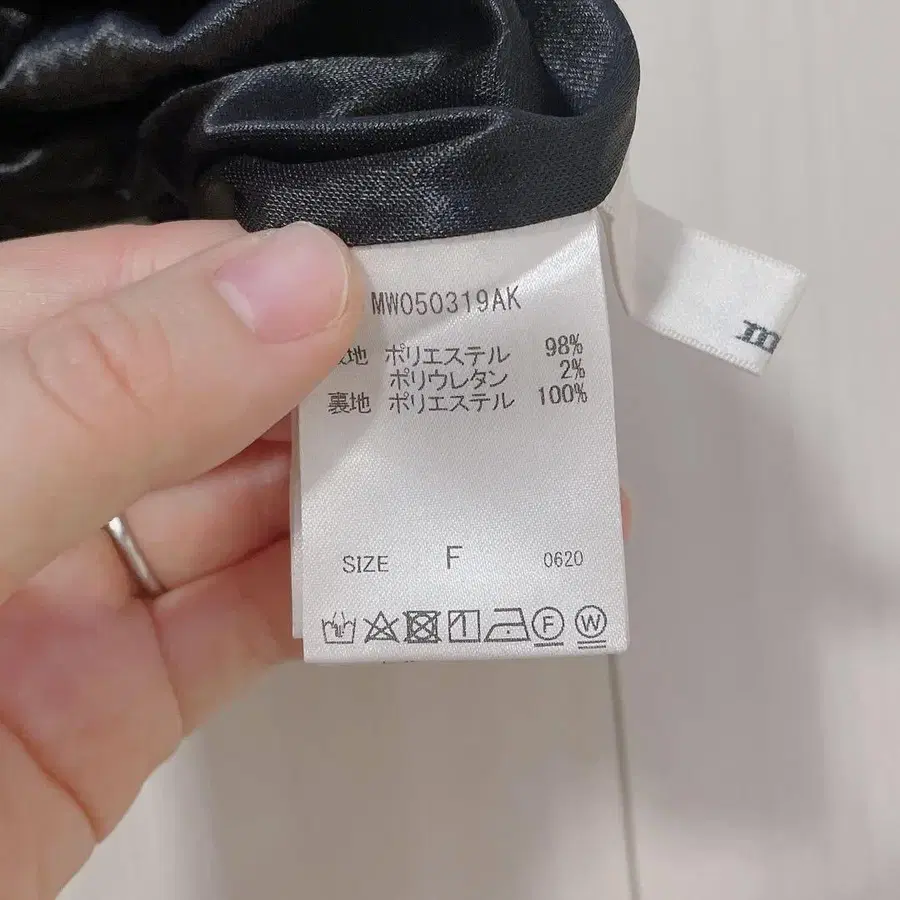 MW050319AK
地 ポリエステル 98%
ポリウレタン 2%
裏地 ポリエステル 100%
SIZE F 0620
F W
m